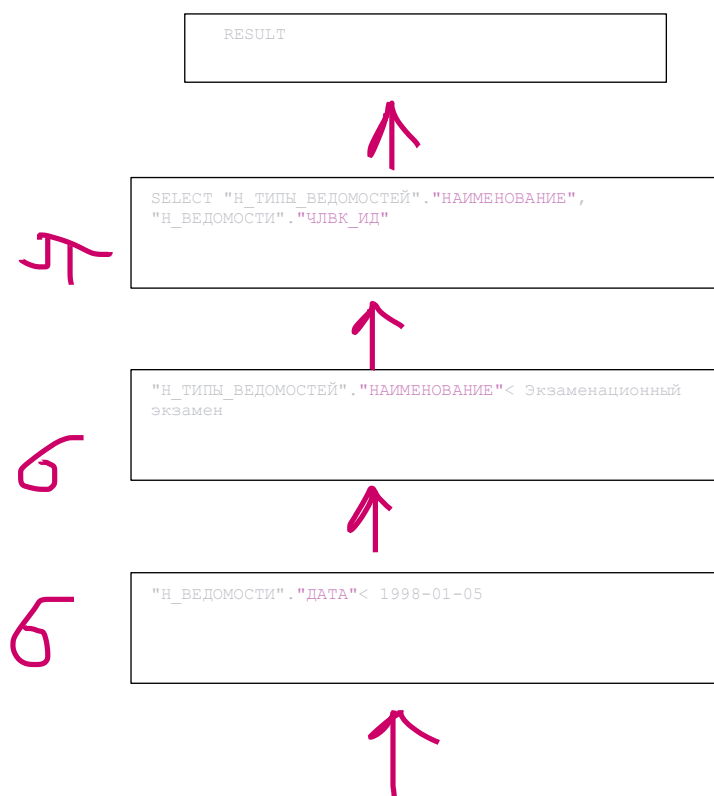 RESULT
SELECT "Н_ТИПЫ_ВЕДОМОСТЕЙ"."НАИМЕНОВАНИЕ",
"Н_ВЕДОМОСТИ"."ЧЛВК_ИД"
π
"Н_ТИПЫ_ВЕДОМОСТЕЙ"."НАИМЕНОВАНИЕ"< Экзаменационный
экзамен
σ
"Н_ВЕДОМОСТИ"."ДАТА"< 1998-01-05
σ